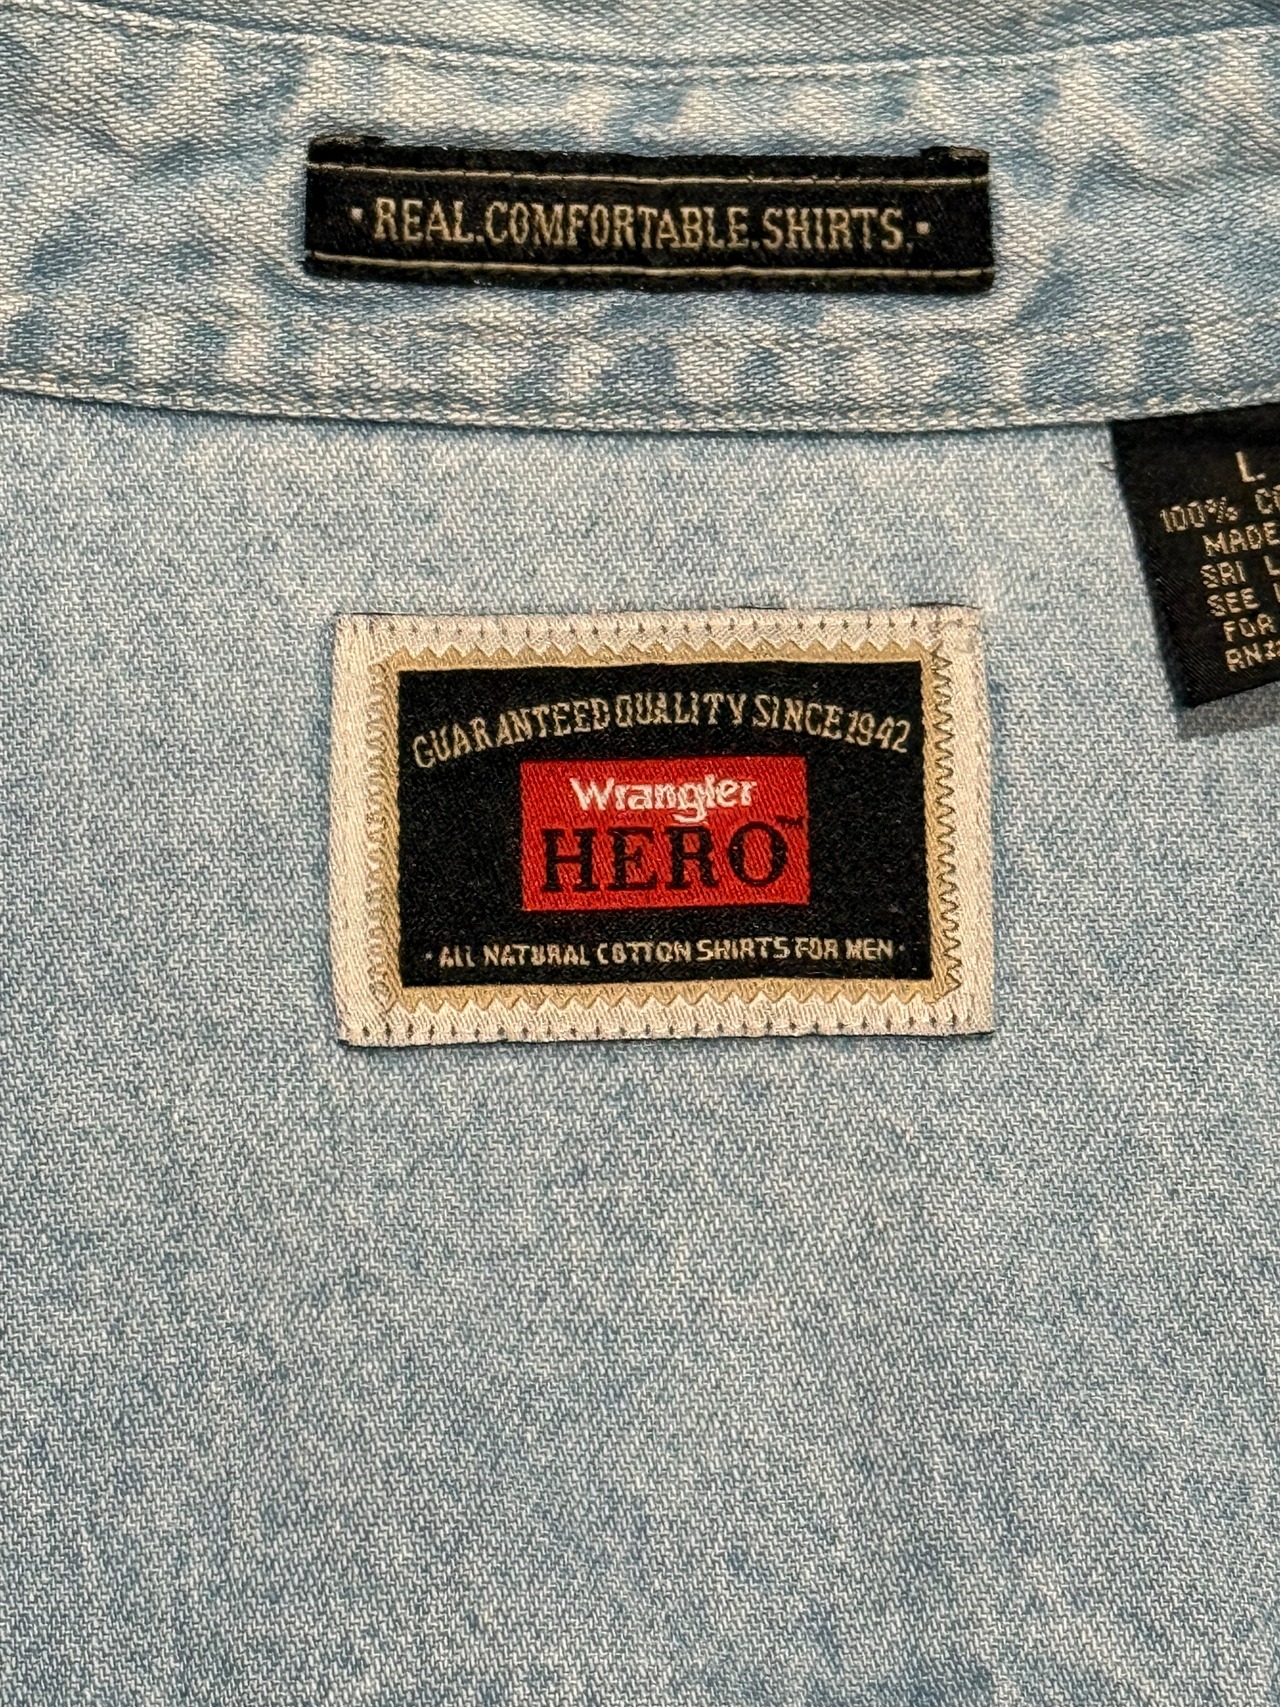 · REAL.COMFORTABLE.SHIRTS. ·
L
100%
MADE
SRI L
SEE
FOR
GUARANTEED QUALITY SINCE 1942
Wrangler
HERO™
· ALL NATURAL COTTON SHIRTS FOR MEN ·